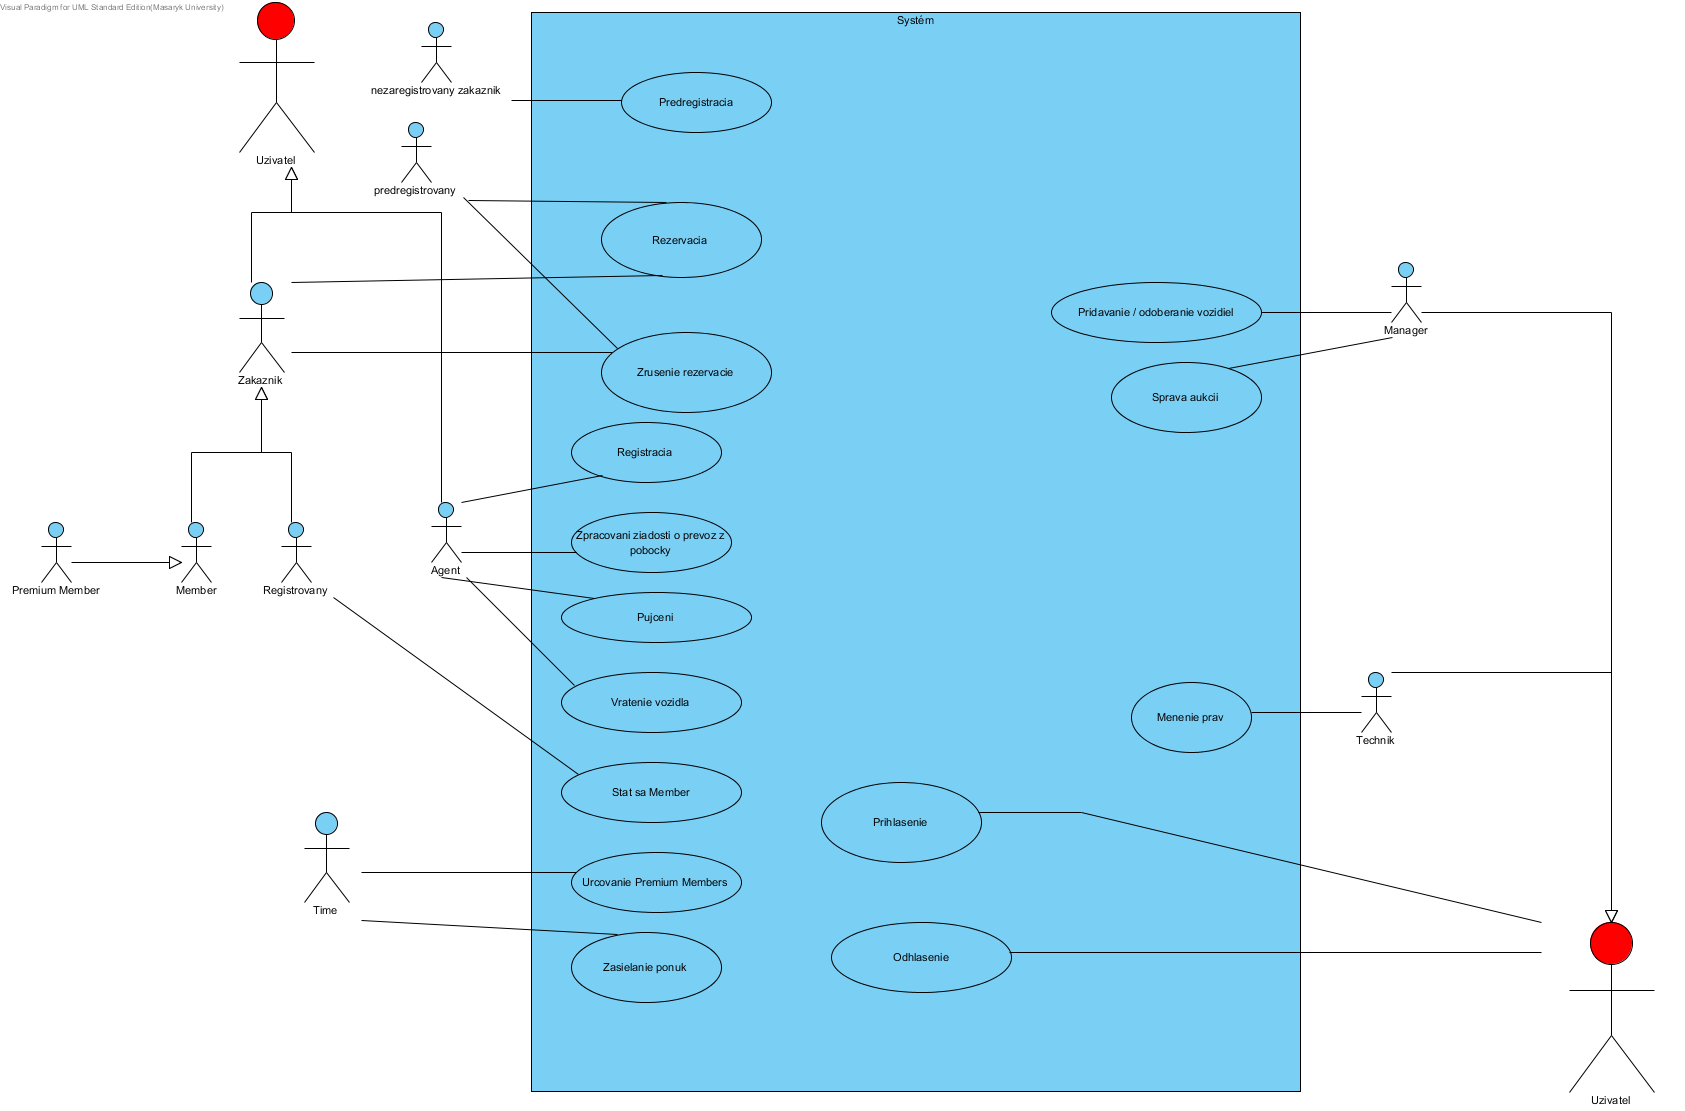 Visual Paradigm for UML Standard Edition(Masaryk University)
Systém
Uzivatel
nezaregistrovany zakaznik
Predregistracia
predregistrovany
Rezervacia
Zakaznik
Zrusenie rezervacie
Pridavanie / odoberanie vozidiel
Manager
Sprava aukcii
Registracia
Zpracovani ziadosti o prevoz z
pobocky
Agent
Premium Member
Member
Registrovany
Pujceni
Vratenie vozidla
Menenie prav
Technik
Stat sa Member
Prihlasenie
Time
Urcovanie Premium Members
Zasielanie ponuk
Odhlasenie
Uzivatel